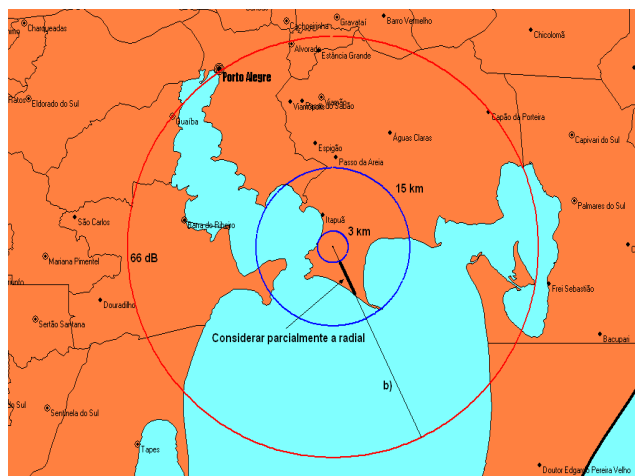 Charqueadas
Gravataí
Cachoeirinha
Barro Vermelho
Chicolomã
Alvorada
Estância Grande
Porto Alegre
Eldorado do Sul
Viamão
Guaíba
Capão da Porteira
Águas Claras
Espigão
Capivari do Sul
Passo da Areia
15 km
Palmares do Sul
São Carlos
Barra do Ribeiro
Itapuã
3 km
66 dB
Mariana Pimentel
Frei Sebastião
Douradilho
Sertão Santana
Considerar parcialmente a radial
Bacupari
b)
Sentinela do Sul
do Sul
Tapes
Doutor Edgardo Pereira Velho